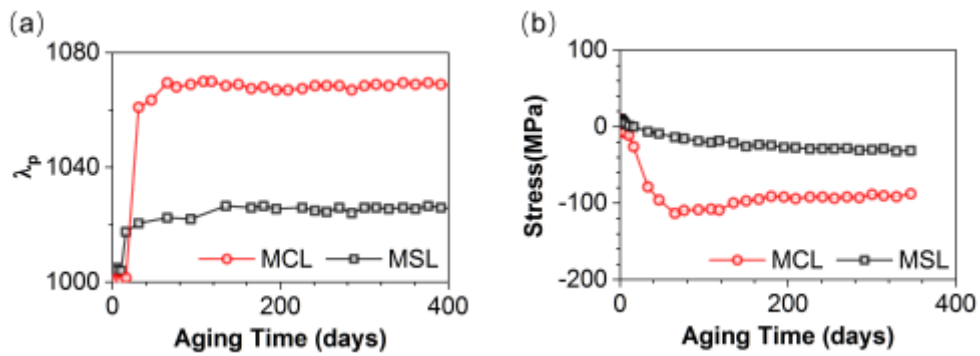 (a)
1080
1040
1000
λp
MCL MSL
0 200 400
Aging Time (days)
(b)
100
0
-100
-200
Stress(MPa)
MCL MSL
0 200 400
Aging Time (days)